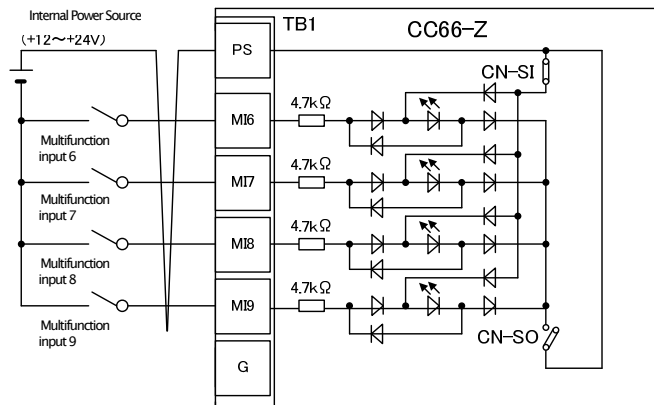 Internal Power Source
(+12～+24V)
TB1
CC66-Z
PS
CN-SI
MI6
4.7kΩ
Multifunction
input 6
MI7
4.7kΩ
Multifunction
input 7
MI8
4.7kΩ
Multifunction
input 8
MI9
4.7kΩ
Multifunction
input 9
CN-SO
G